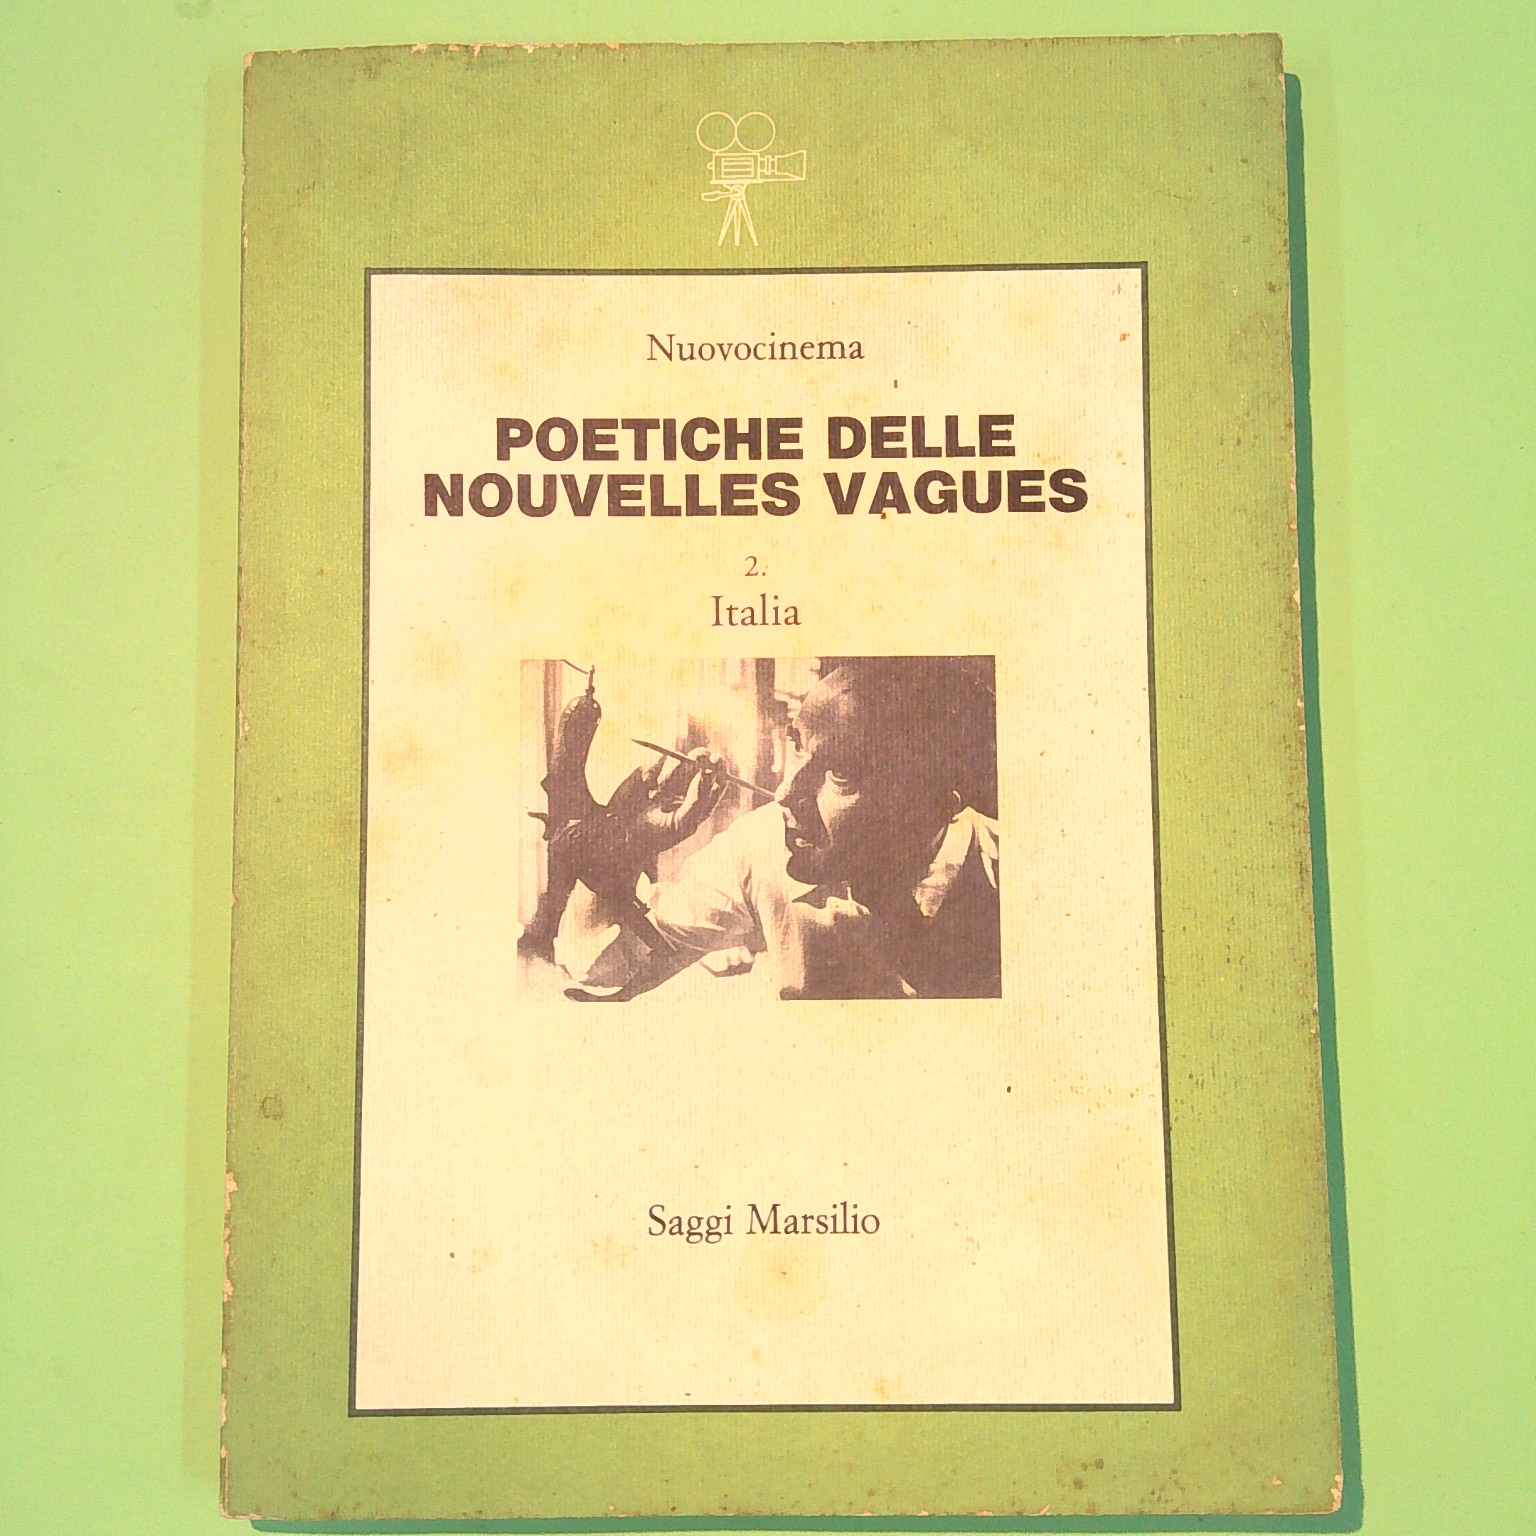 Nuovocinema
POETICHE DELLE
NOUVELLES VAGUES
2.
Italia
Saggi Marsilio